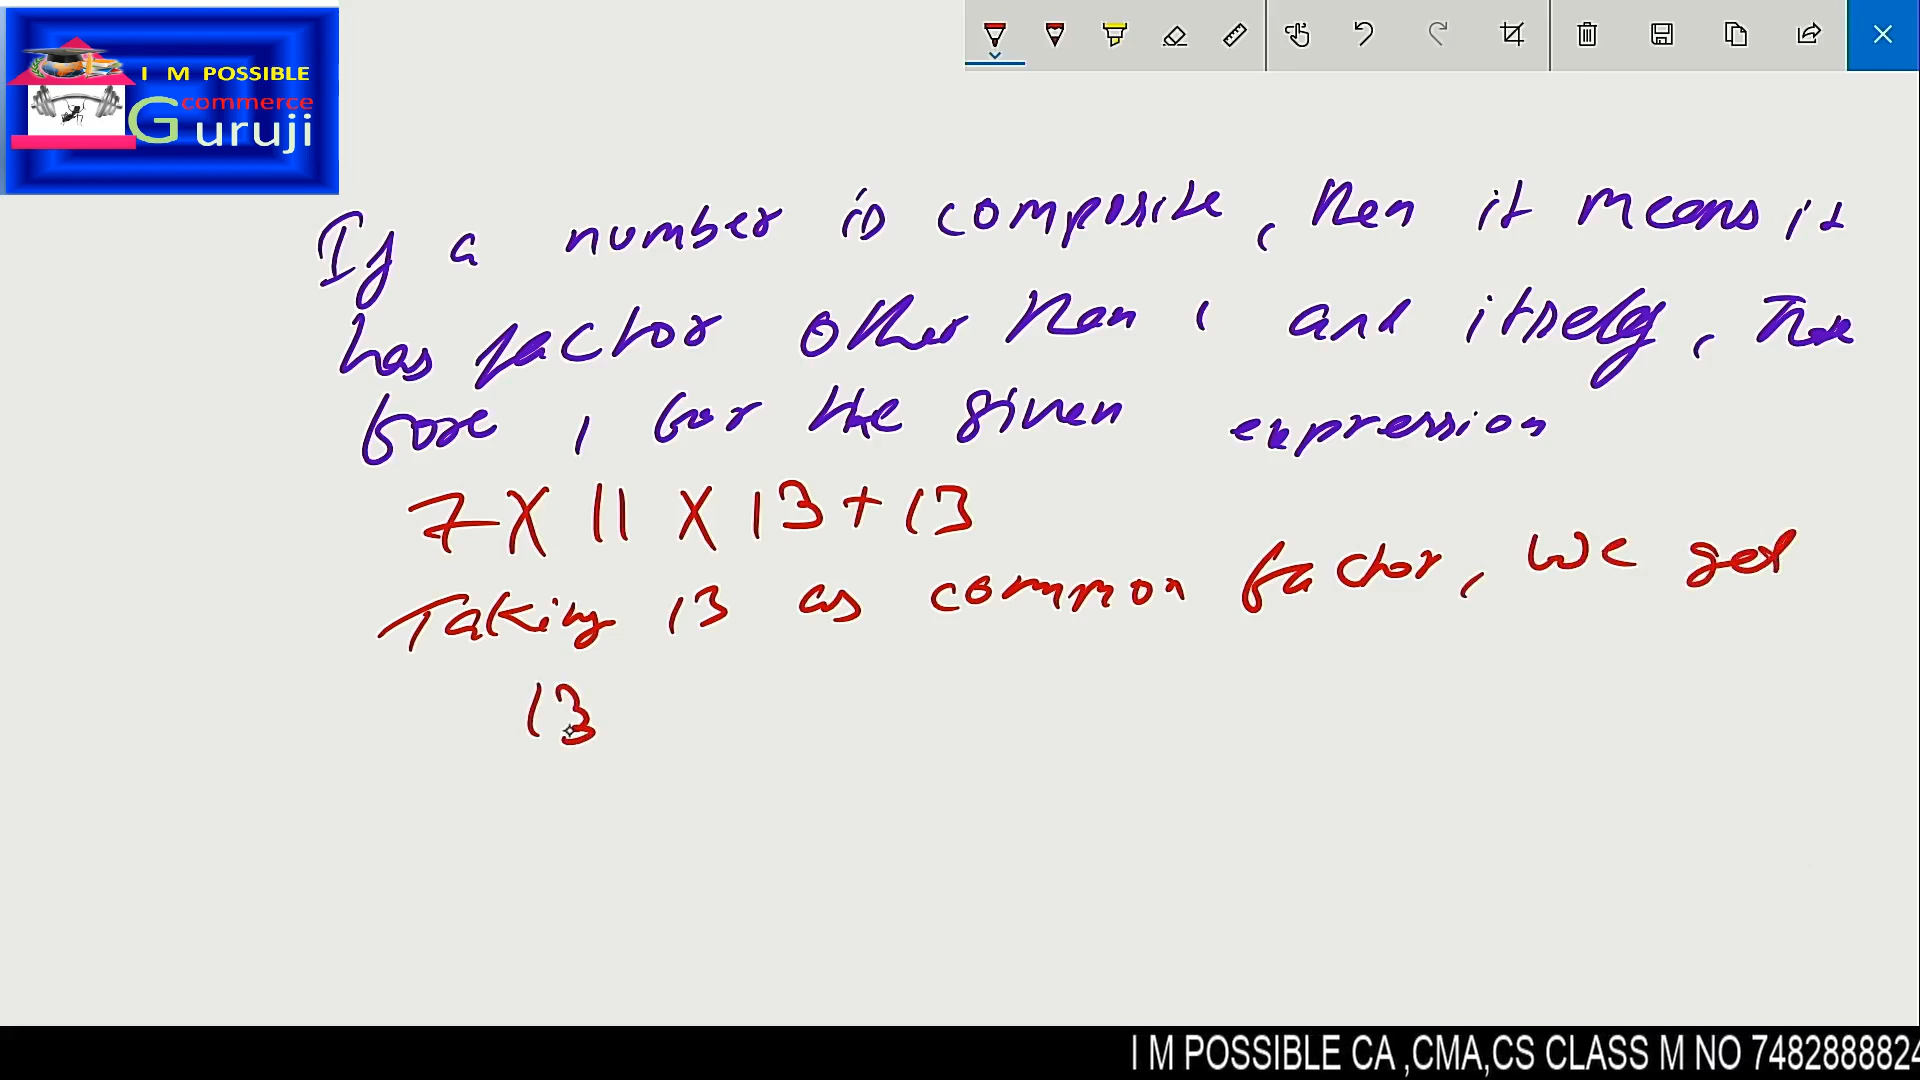 I M POSSIBLE
commerce
Guruji
If a number is composite, then it means it
has factor other than 1 and itself, There
fore, for the given expression
7 X 11 X 13 + 13
Taking 13 as common factor, we get
13
I M POSSIBLE CA ,CMA,CS CLASS M NO 7482888824